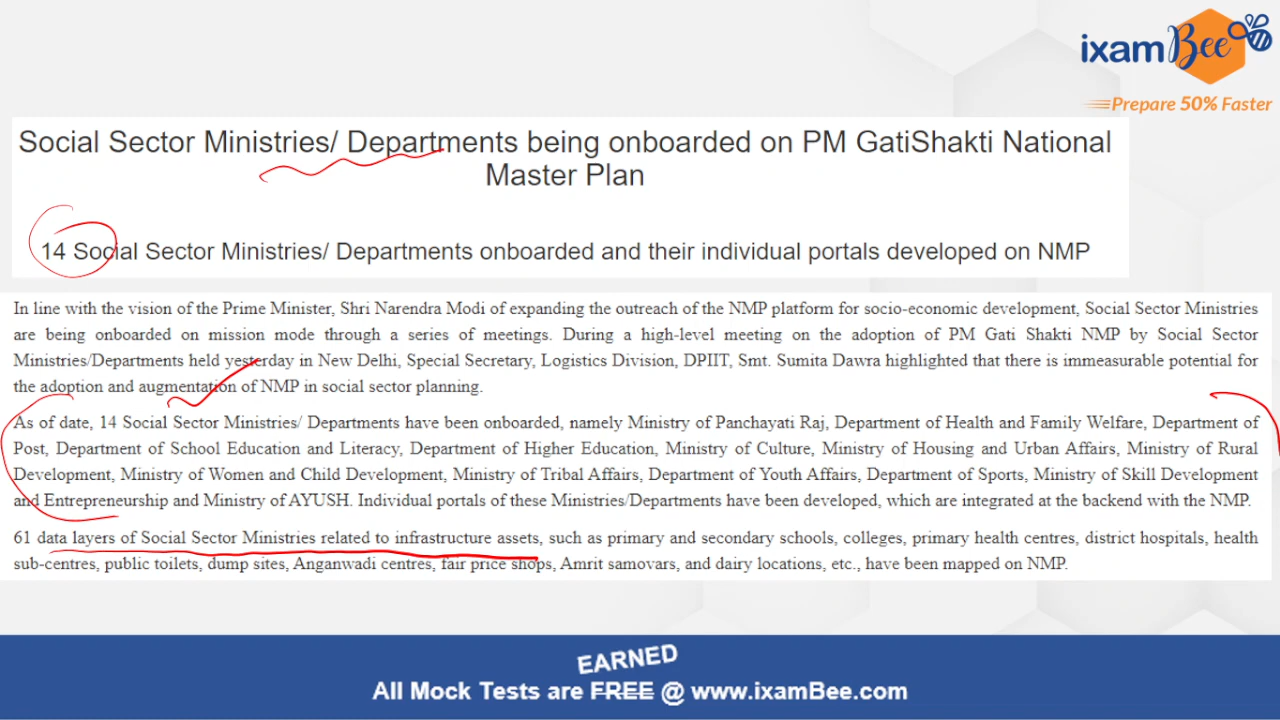 ixamBee
Prepare 50% Faster
Social Sector Ministries/ Departments being onboarded on PM GatiShakti National
Master Plan
14 Social Sector Ministries/ Departments onboarded and their individual portals developed on NMP
In line with the vision of the Prime Minister, Shri Narendra Modi of expanding the outreach of the NMP platform for socio-economic development, Social Sector Ministries
are being onboarded on mission mode through a series of meetings. During a high-level meeting on the adoption of PM Gati Shakti NMP by Social Sector
Ministries/Departments held yesterday in New Delhi, Special Secretary, Logistics Division, DPIIT, Smt. Sumita Dawra highlighted that there is immeasurable potential for
the adoption and augmentation of NMP in social sector planning.
As of date, 14 Social Sector Ministries/ Departments have been onboarded, namely Ministry of Panchayati Raj, Department of Health and Family Welfare, Department of
Post, Department of School Education and Literacy, Department of Higher Education, Ministry of Culture, Ministry of Housing and Urban Affairs, Ministry of Rural
Development, Ministry of Women and Child Development, Ministry of Tribal Affairs, Department of Youth Affairs, Department of Sports, Ministry of Skill Development
and Entrepreneurship and Ministry of AYUSH. Individual portals of these Ministries/Departments have been developed, which are integrated at the backend with the NMP.
61 data layers of Social Sector Ministries related to infrastructure assets, such as primary and secondary schools, colleges, primary health centres, district hospitals, health
sub-centres, public toilets, dump sites, Anganwadi centres, fair price shops, Amrit samovars, and dairy locations, etc., have been mapped on NMP.
EARNED
All Mock Tests are FREE @ www.ixamBee.com